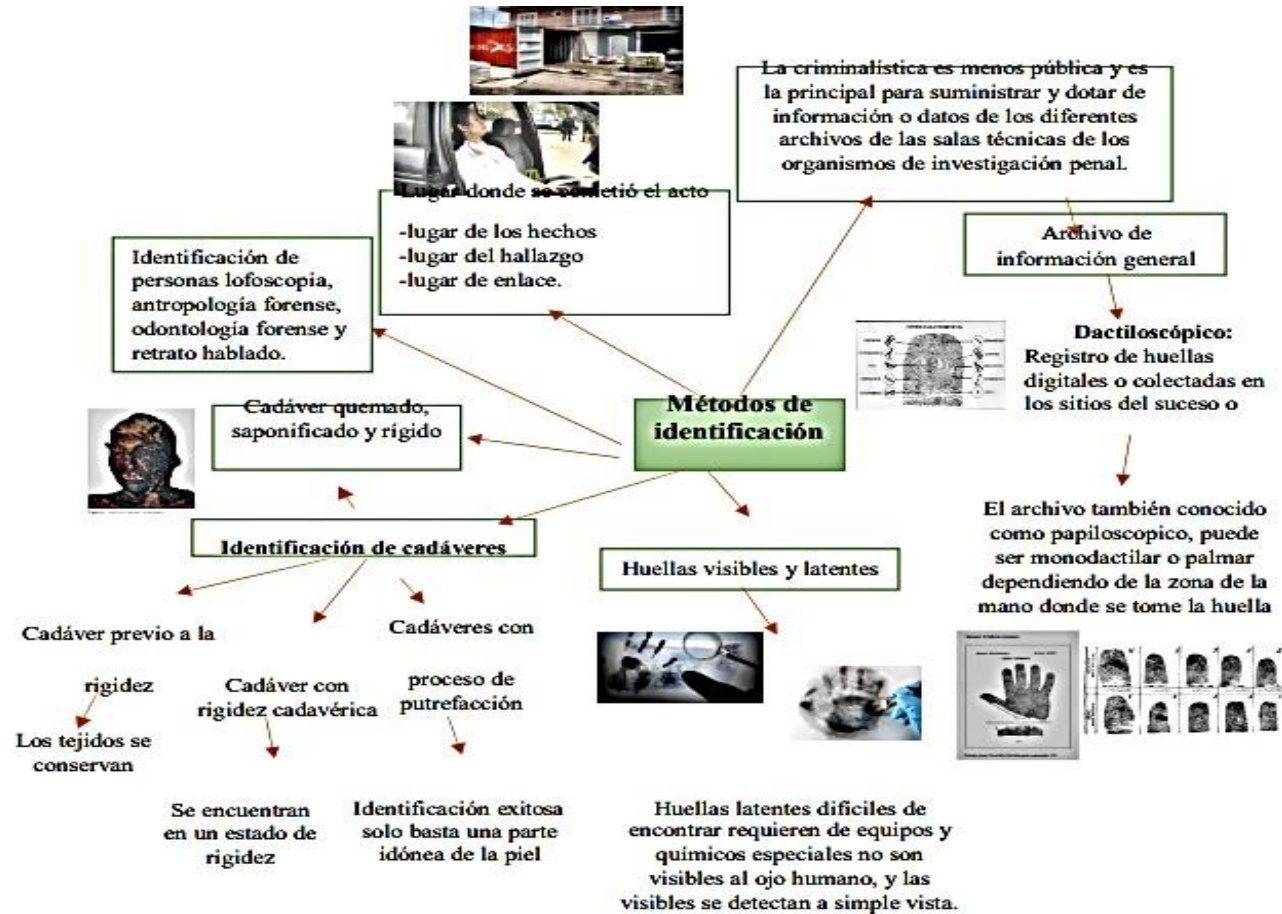 La criminalística es menos pública y es
la principal para suministrar y dotar de
información o datos de los diferentes
archivos de las salas técnicas de los
organismos de investigación penal.
Lugar donde se cometió el acto
-lugar de los hechos
-lugar del hallazgo
-lugar de enlace.
Identificación de
personas lofoscopia,
antropología forense,
odontología forense y
retrato hablado.
Archivo de
información general
Dactiloscópico:
Registro de huellas
digitales o colectadas en
los sitios del suceso o
Métodos de
identificación
Cadáver quemado,
saponificado y rígido
El archivo también conocido
como papiloscopico, puede
ser monodactilar o palmar
dependiendo de la zona de la
mano donde se tome la huella
Identificación de cadáveres
Huellas visibles y latentes
Cadáver previo a la
rigidez
Los tejidos se
conservan
Cadáver con
rigidez cadavérica
Se encuentran
en un estado de
rigidez
Cadáveres con
proceso de
putrefacción
Identificación exitosa
solo basta una parte
idónea de la piel
Huellas latentes difíciles de
encontrar requieren de equipos y
químicos especiales no son
visibles al ojo humano, y las
visibles se detectan a simple vista.